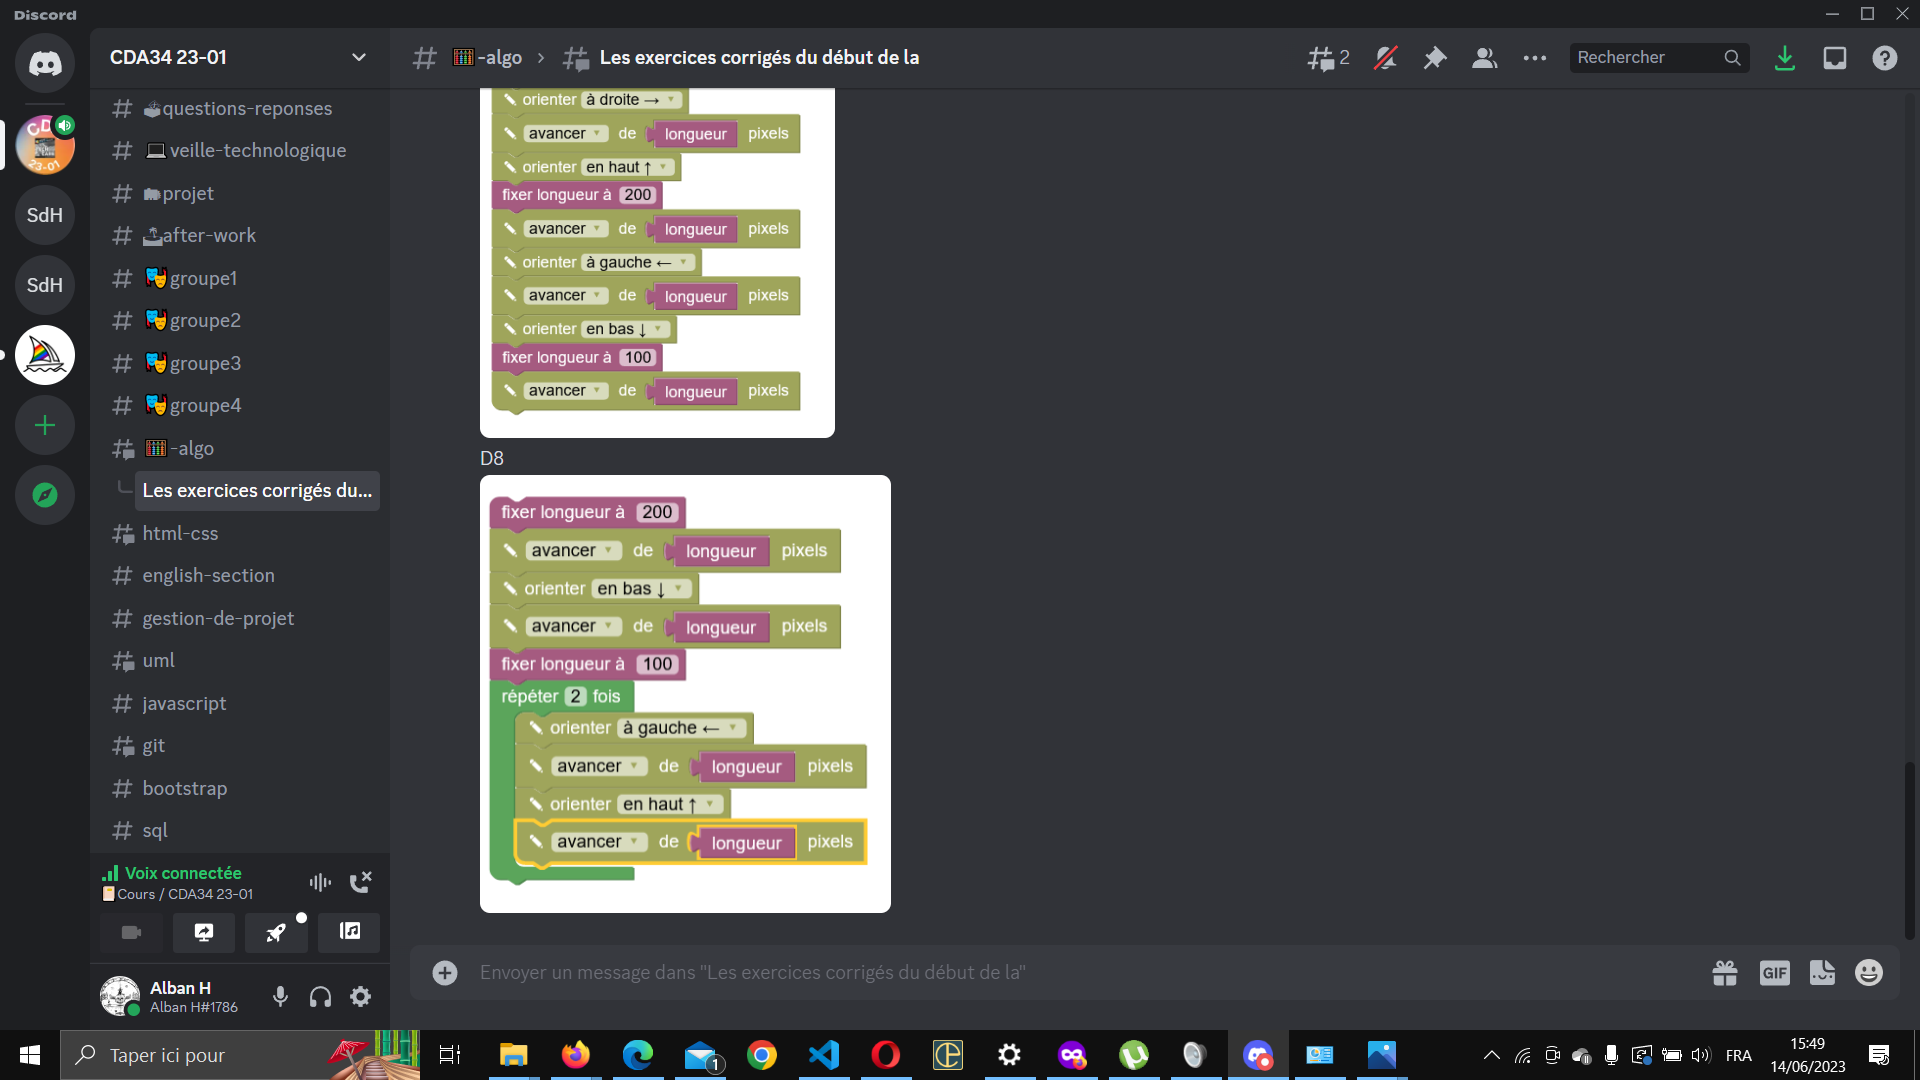 Discord
CDA34 23-01
-algo
Les exercices corrigés du début de la
2
Rechercher
questions-reponses
veille-technologique
projet
after-work
groupe1
groupe2
groupe3
groupe4
-algo
Les exercices corrigés du...
html-css
english-section
gestion-de-projet
uml
javascript
git
bootstrap
sql
SdH
SdH
CD
23-01
orienter à droite →
avancer de longueur pixels
orienter en haut ↑
fixer longueur à 200
avancer de longueur pixels
orienter à gauche ←
avancer de longueur pixels
orienter en bas ↓
fixer longueur à 100
avancer de longueur pixels
D8
fixer longueur à 200
avancer de longueur pixels
orienter en bas ↓
avancer de longueur pixels
fixer longueur à 100
répéter 2 fois
orienter à gauche ←
avancer de longueur pixels
orienter en haut ↑
avancer de longueur pixels
Voix connectée
Cours / CDA34 23-01
Alban H
Alban H#1786
Envoyer un message dans "Les exercices corrigés du début de la"
GIF
Taper ici pour
1
FRA
15:49
14/06/2023